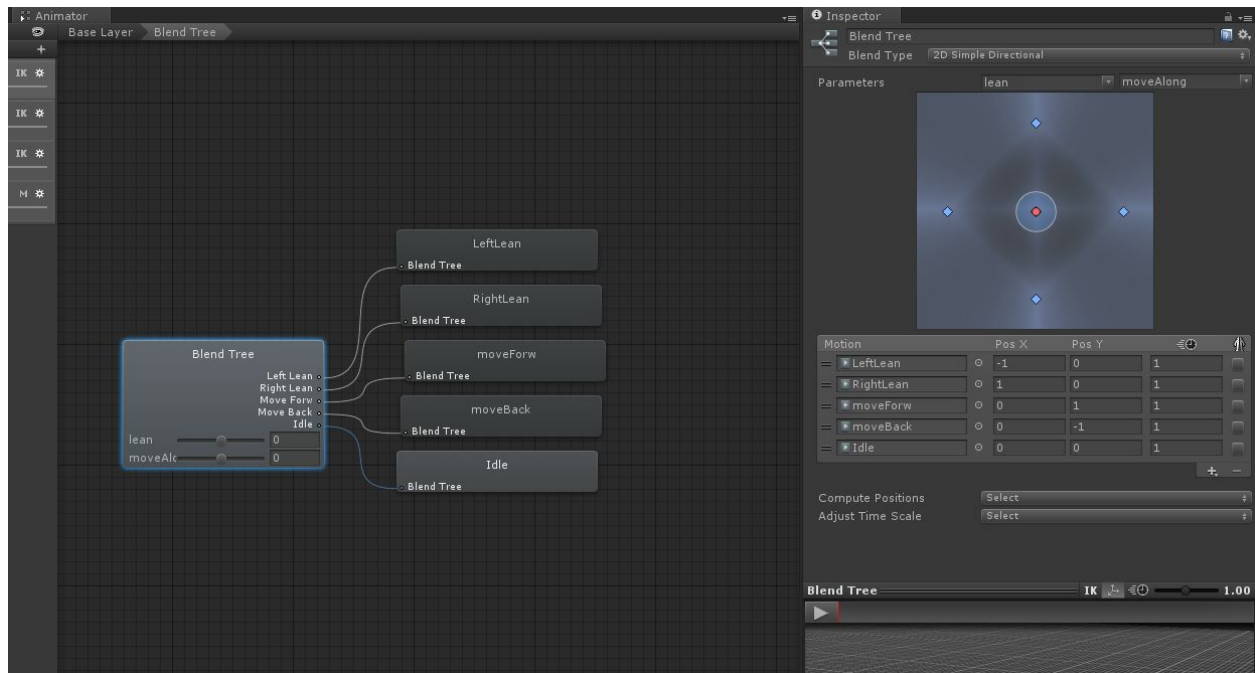 Animator
Base Layer Blend Tree
IK
IK
IK
M
LeftLean
Blend Tree
RightLean
Blend Tree
moveForw
Blend Tree
moveBack
Blend Tree
Idle
Blend Tree
Blend Tree
Left Lean
Right Lean
Move Forw
Move Back
Idle
lean 0
moveAlc 0
Inspector
Blend Tree
Blend Type 2D Simple Directional
Parameters lean moveAlong
Motion Pos X Pos Y
LeftLean -1 0 1
RightLean 1 0 1
moveForw 0 1 1
moveBack 0 -1 1
Idle 0 0 1
Compute Positions Select
Adjust Time Scale Select
Blend Tree IK 1.00